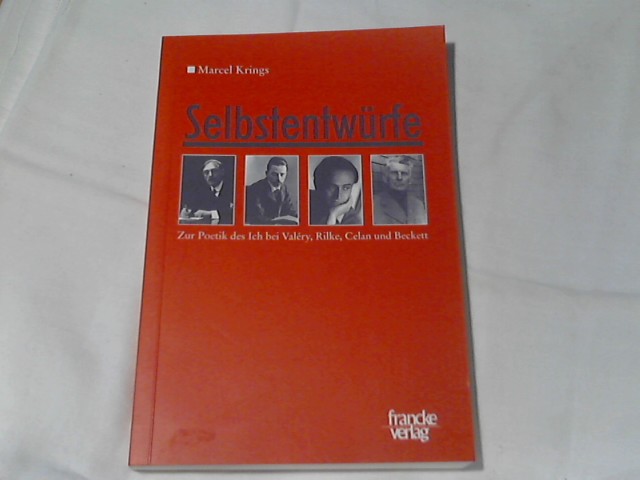 Marcel Krings
Selbstentwürfe
Zur Poetik des Ich bei Valéry, Rilke, Celan und Beckett
francke
verlag